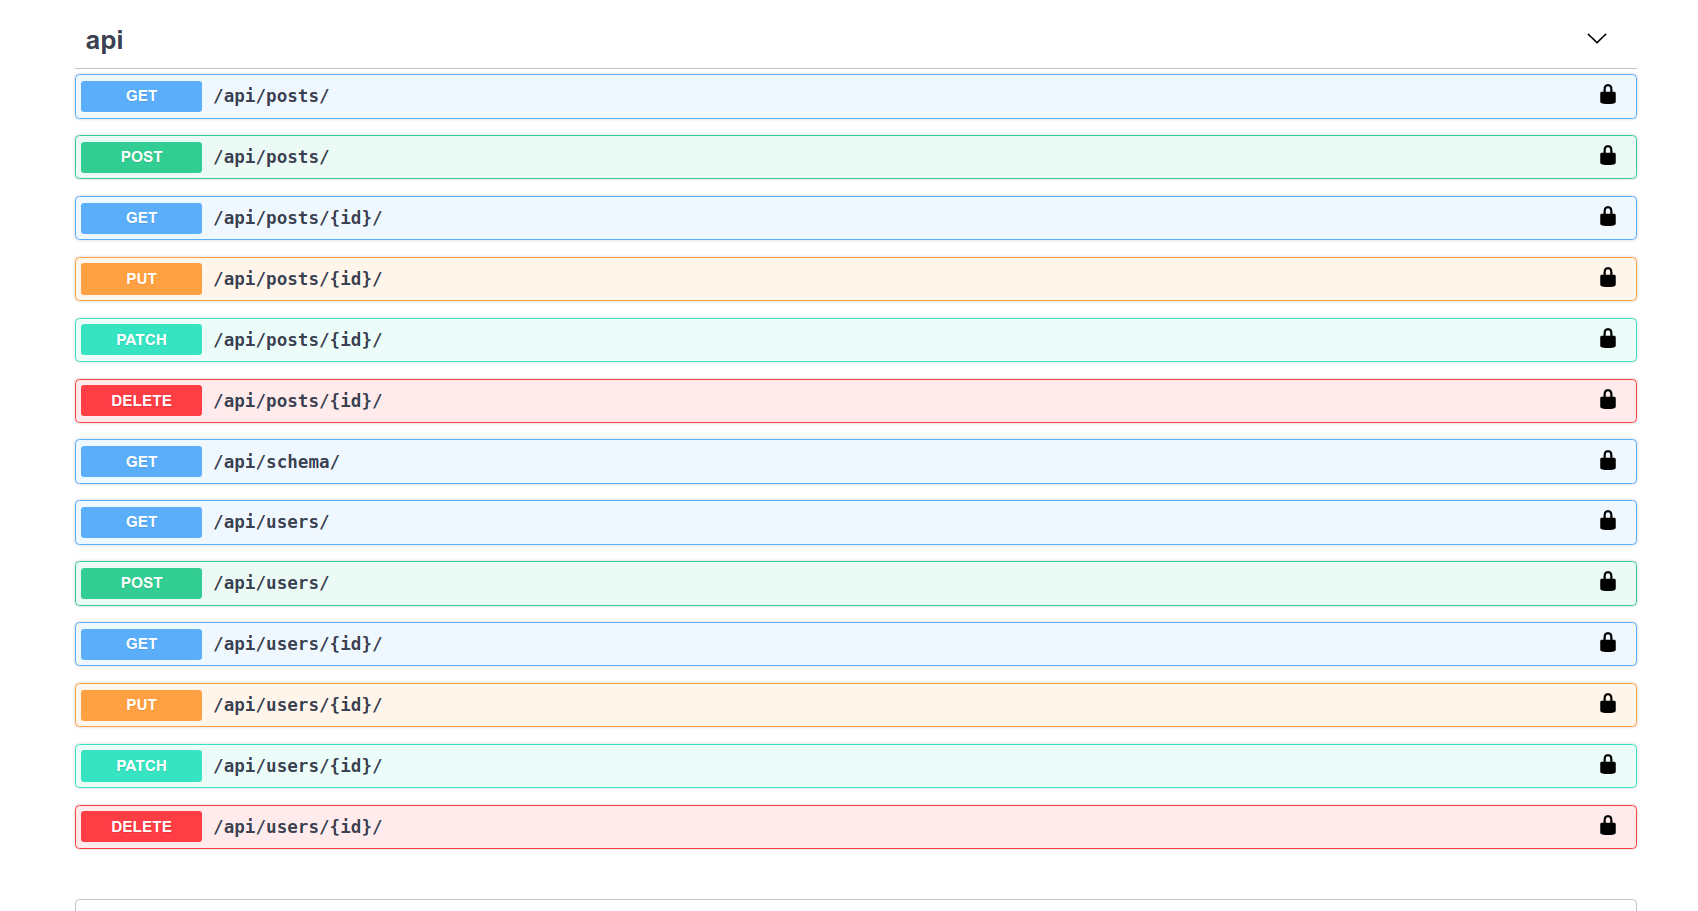 api
GET /api/posts/
POST /api/posts/
GET /api/posts/{id}/
PUT /api/posts/{id}/
PATCH /api/posts/{id}/
DELETE /api/posts/{id}/
GET /api/schema/
GET /api/users/
POST /api/users/
GET /api/users/{id}/
PUT /api/users/{id}/
PATCH /api/users/{id}/
DELETE /api/users/{id}/